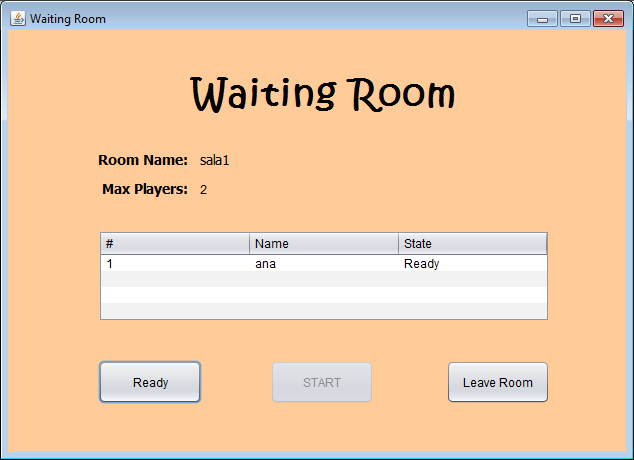 Waiting Room
Waiting Room
Room Name: sala1
Max Players: 2
# Name State
1 ana Ready
Ready START Leave Room